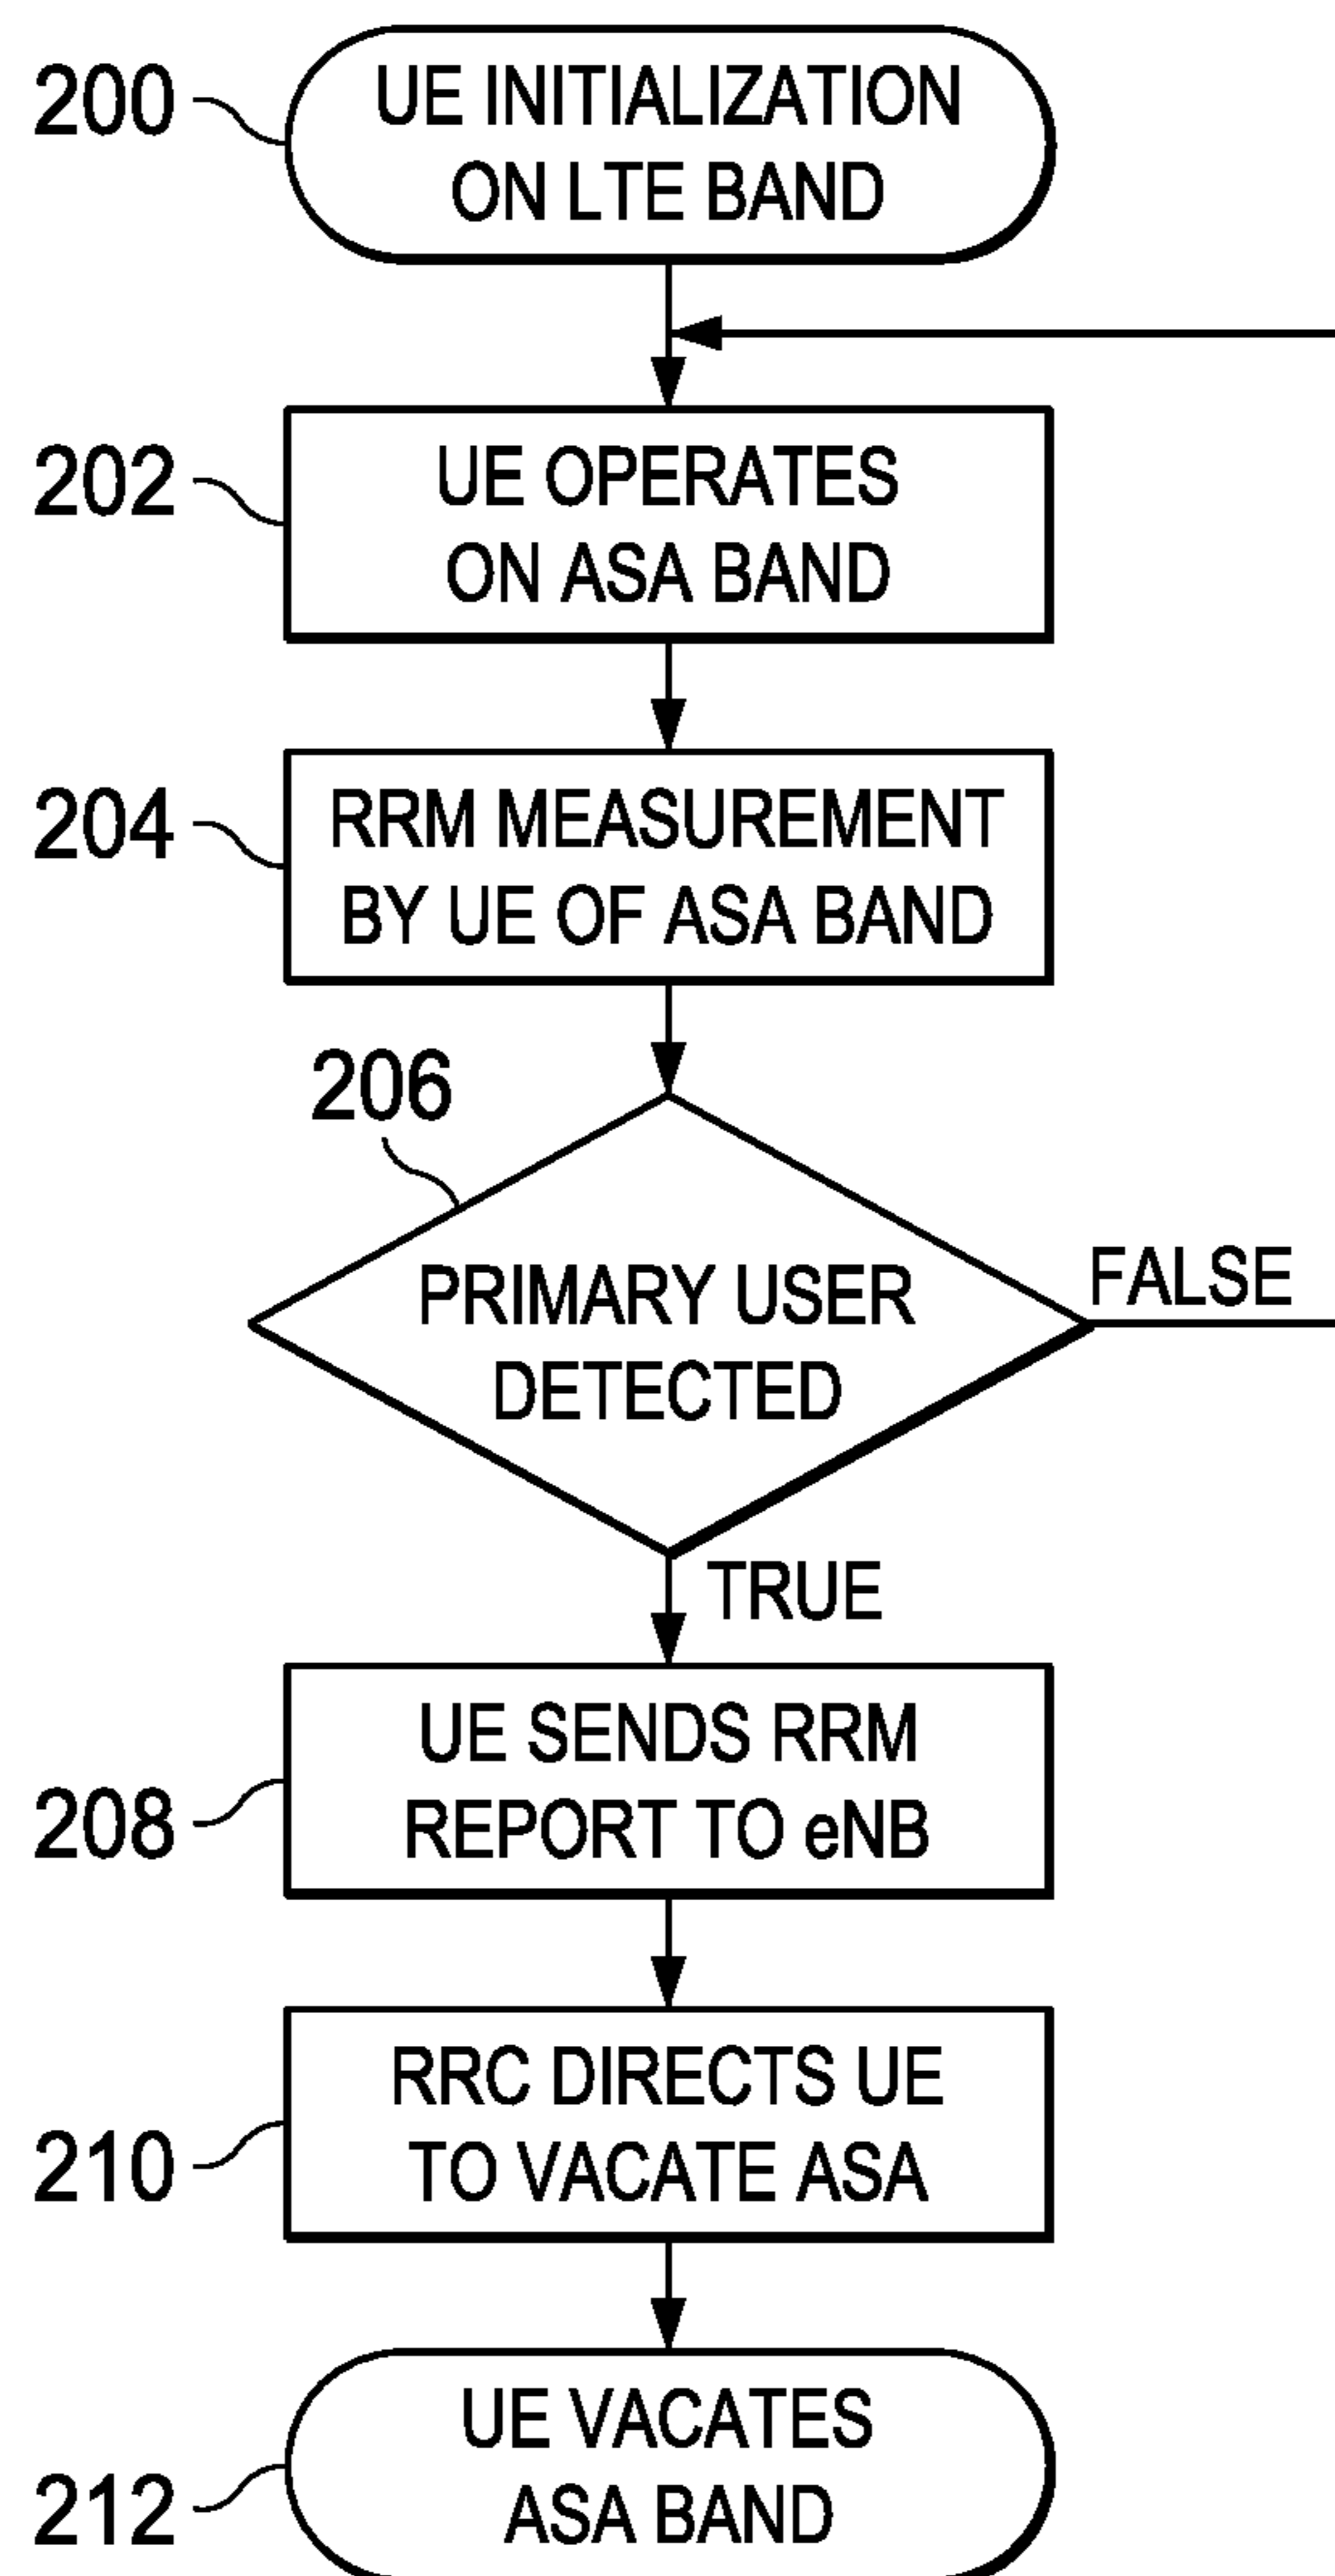 200
UE INITIALIZATION
ON LTE BAND
202
UE OPERATES
ON ASA BAND
204
RRM MEASUREMENT
BY UE OF ASA BAND
206
PRIMARY USER
DETECTED
FALSE
TRUE
208
UE SENDS RRM
REPORT TO eNB
210
RRC DIRECTS UE
TO VACATE ASA
212
UE VACATES
ASA BAND